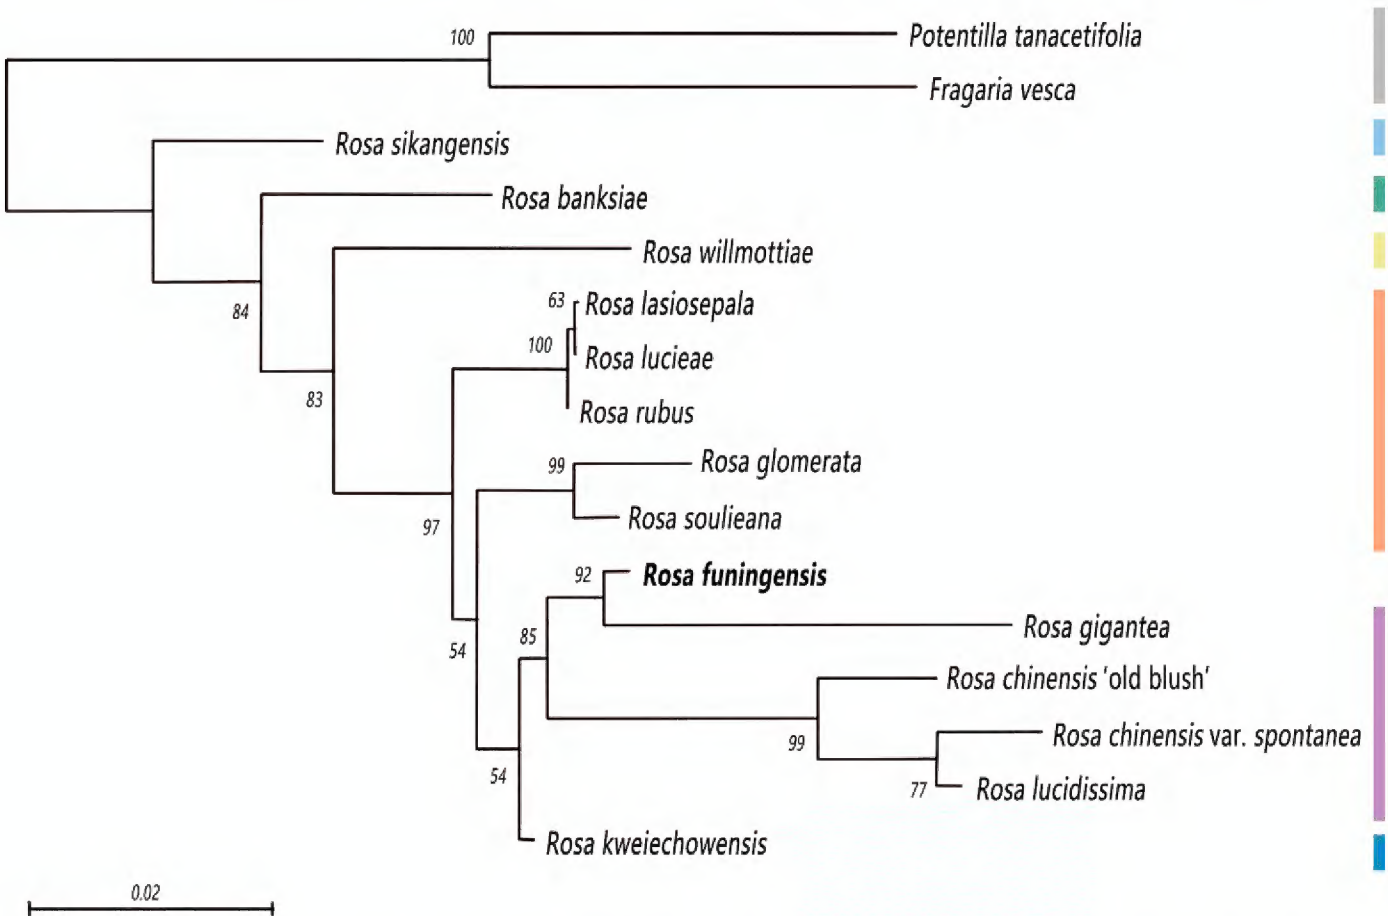 100
Potentilla tanacetifolia
Fragaria vesca
Rosa sikangensis
Rosa banksiae
Rosa willmottiae
84
63
Rosa lasiosepala
100
Rosa lucieae
83
Rosa rubus
99
Rosa glomerata
97
Rosa soulieana
92
Rosa funingensis
85
Rosa gigantea
54
Rosa chinensis 'old blush'
99
Rosa chinensis var. spontanea
54
77
Rosa lucidissima
Rosa kweiechowensis
0.02